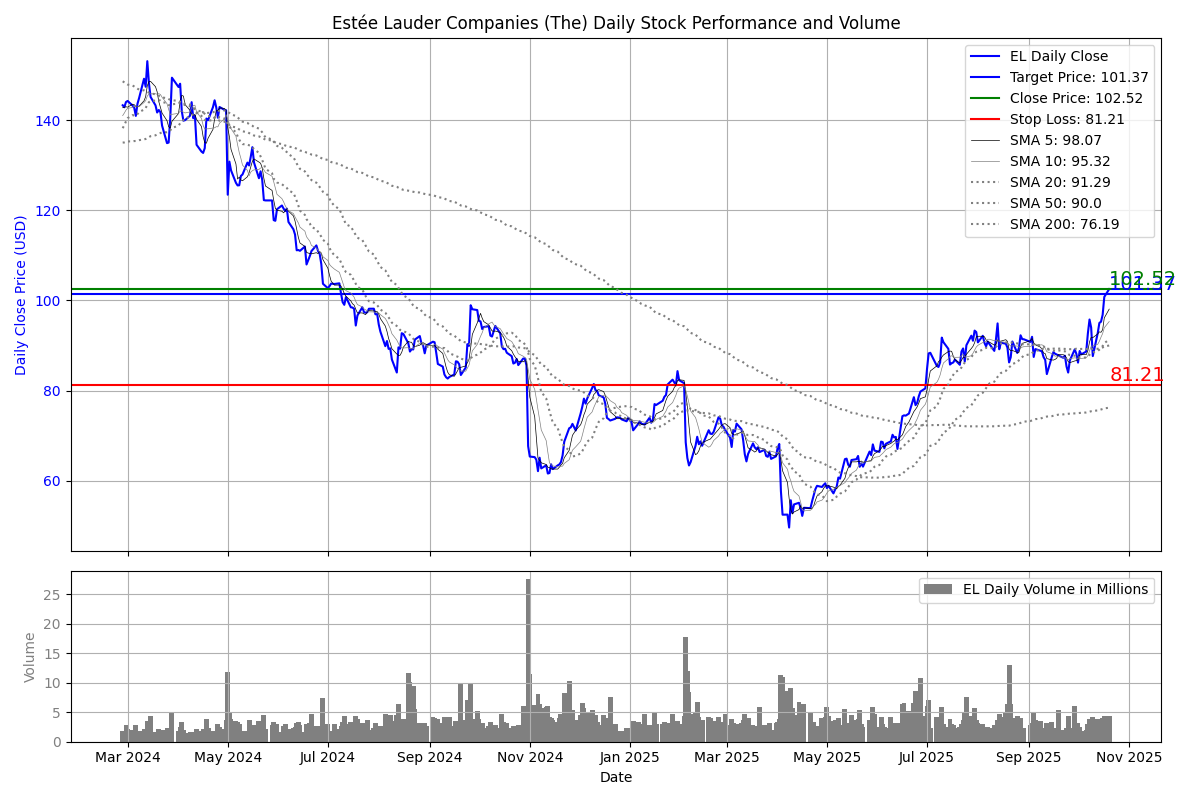 Estée Lauder Companies (The) Daily Stock Performance and Volume
Daily Close Price (USD)
140
120
100
80
60
EL Daily Close
Target Price: 101.37
Close Price: 102.52
Stop Loss: 81.21
SMA 5: 98.07
SMA 10: 95.32
SMA 20: 91.29
SMA 50: 90.0
SMA 200: 76.19
102.52
101.37
81.21
Volume
25
20
15
10
5
0
EL Daily Volume in Millions
Mar 2024 May 2024 Jul 2024 Sep 2024 Nov 2024 Jan 2025 Mar 2025 May 2025 Jul 2025 Sep 2025 Nov 2025
Date